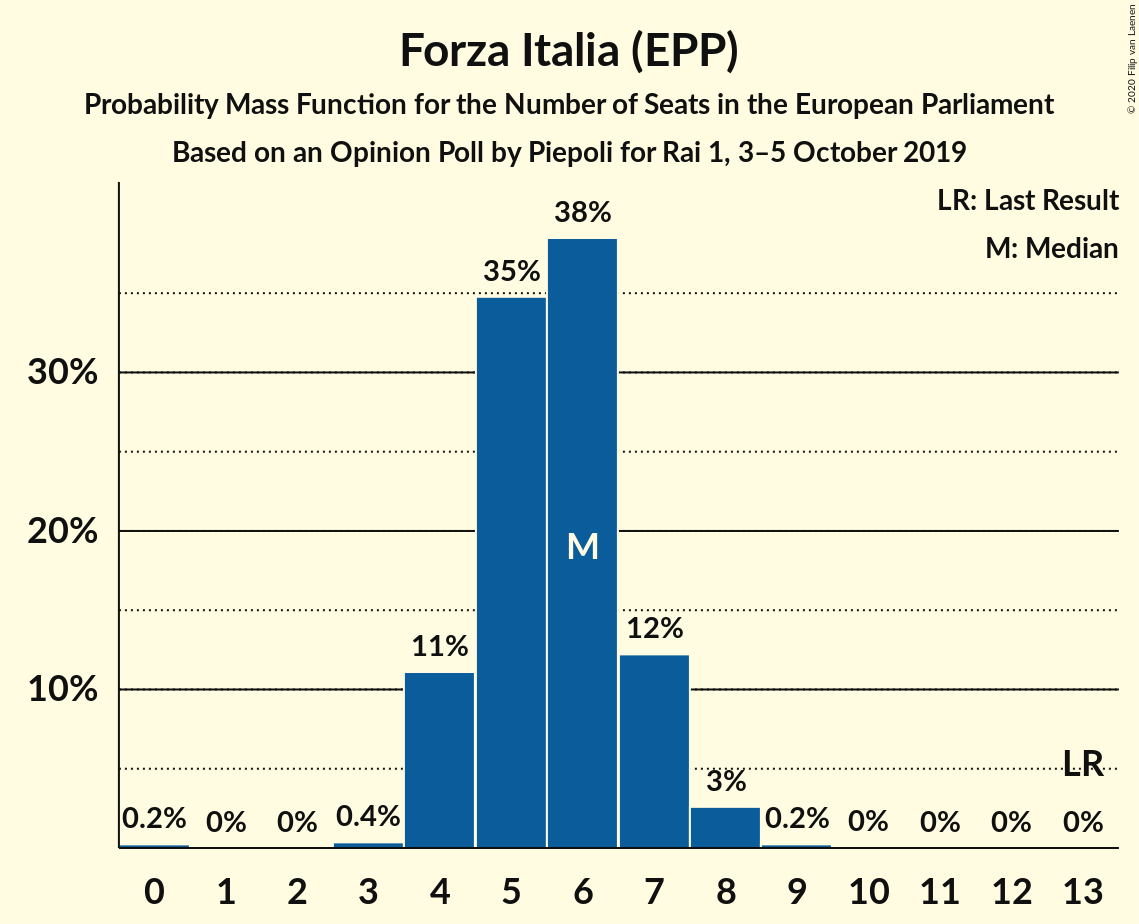 Forza Italia (EPP)
Probability Mass Function for the Number of Seats in the European Parliament
Based on an Opinion Poll by Piepoli for Rai 1, 3–5 October 2019
© 2020 Filip van Laenen
LR: Last Result
M: Median
30%
20%
10%
0.2%
0%
0%
0.4%
11%
35%
38%
12%
3%
0.2%
0%
0%
0%
0%
M
LR
0 1 2 3 4 5 6 7 8 9 10 11 12 13